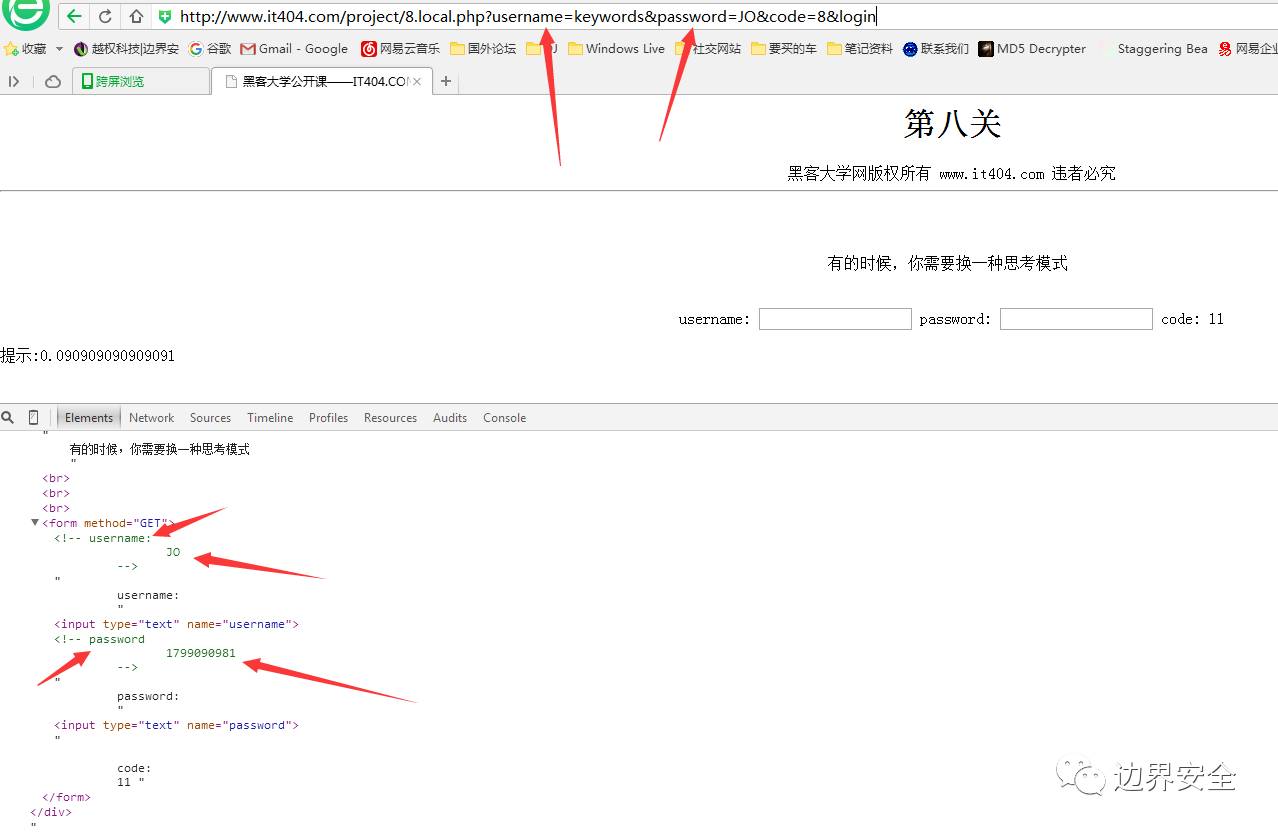 http://www.it404.com/project/8.local.php?username=keywords&password=JO&code=8&login
收藏 越权科技|边界安 谷歌 Gmail - Google 网易云音乐 国外论坛 Windows Live 社交网站 要买的车 笔记资料 联系我们 MD5 Decrypter Staggering Bea 网易企业
跨屏浏览 黑客大学公开课——IT404.CO
第八关
黑客大学网版权所有 www.it404.com 违者必究
有的时候，你需要换一种思考模式
username: password: code: 11
提示:0.090909090909091
Elements Network Sources Timeline Profiles Resources Audits Console
"
有的时候，你需要换一种思考模式
"
<br>
<br>
<br>
<form method="GET">
<!-- username:
JO
-->
"
username:
"
<input type="text" name="username">
<!-- password
1799090981
-->
"
password:
"
<input type="text" name="password">
"
code:
11 "
</form>
</div>
"
边界安全